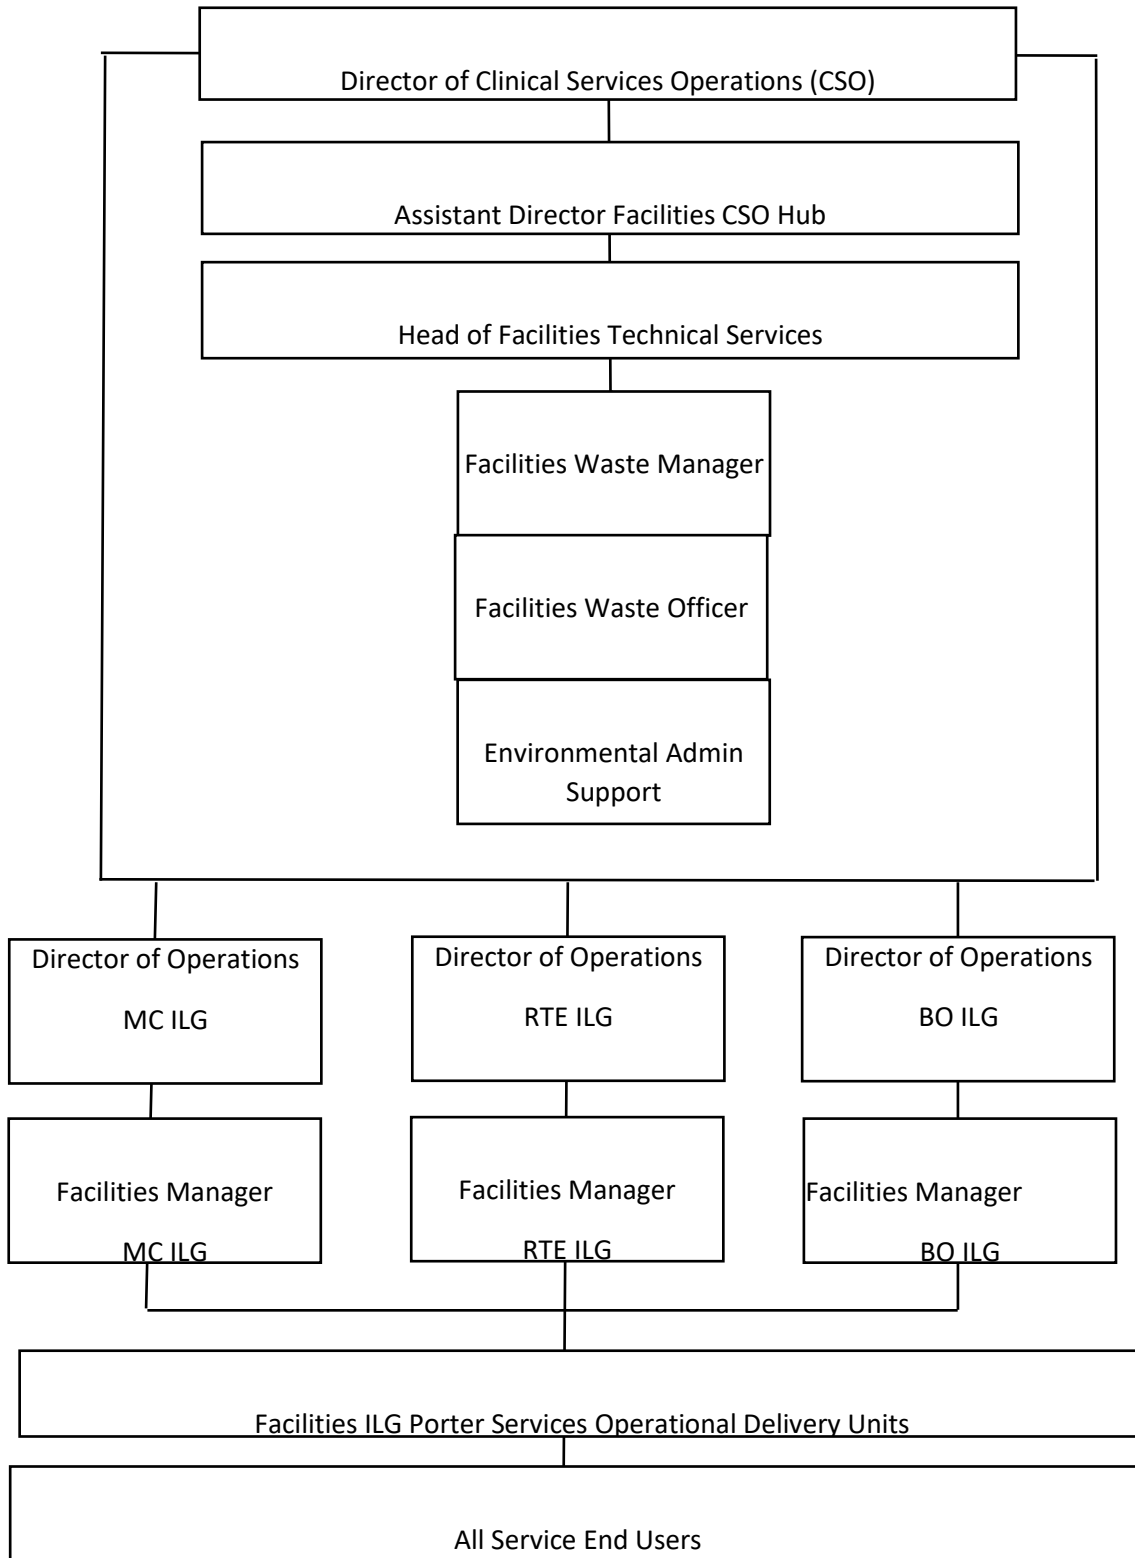 Director of Clinical Services Operations (CSO)
Assistant Director Facilities CSO Hub
Head of Facilities Technical Services
Facilities Waste Manager
Facilities Waste Officer
Environmental Admin
Support
Director of Operations
MC ILG
Director of Operations
RTE ILG
Director of Operations
BO ILG
Facilities Manager
MC ILG
Facilities Manager
RTE ILG
Facilities Manager
BO ILG
Facilities ILG Porter Services Operational Delivery Units
All Service End Users